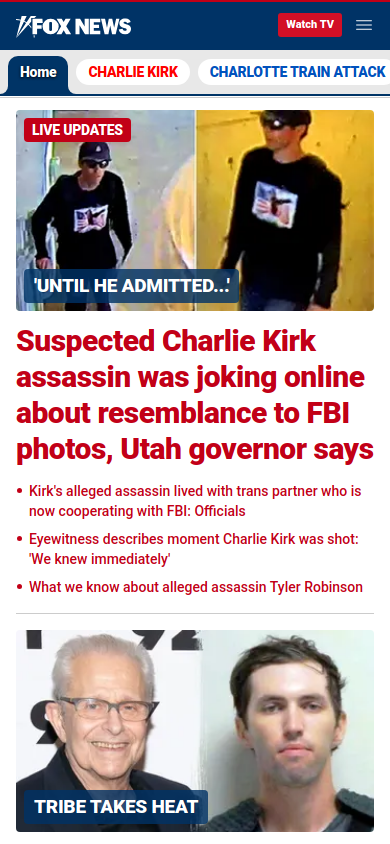 FOX NEWS
Watch TV
Home
CHARLIE KIRK
CHARLOTTE TRAIN ATTACK
LIVE UPDATES
'UNTIL HE ADMITTED...'
Suspected Charlie Kirk
assassin was joking online
about resemblance to FBI
photos, Utah governor says
• Kirk's alleged assassin lived with trans partner who is
now cooperating with FBI: Officials
• Eyewitness describes moment Charlie Kirk was shot:
'We knew immediately'
• What we know about alleged assassin Tyler Robinson
92
TRIBE TAKES HEAT